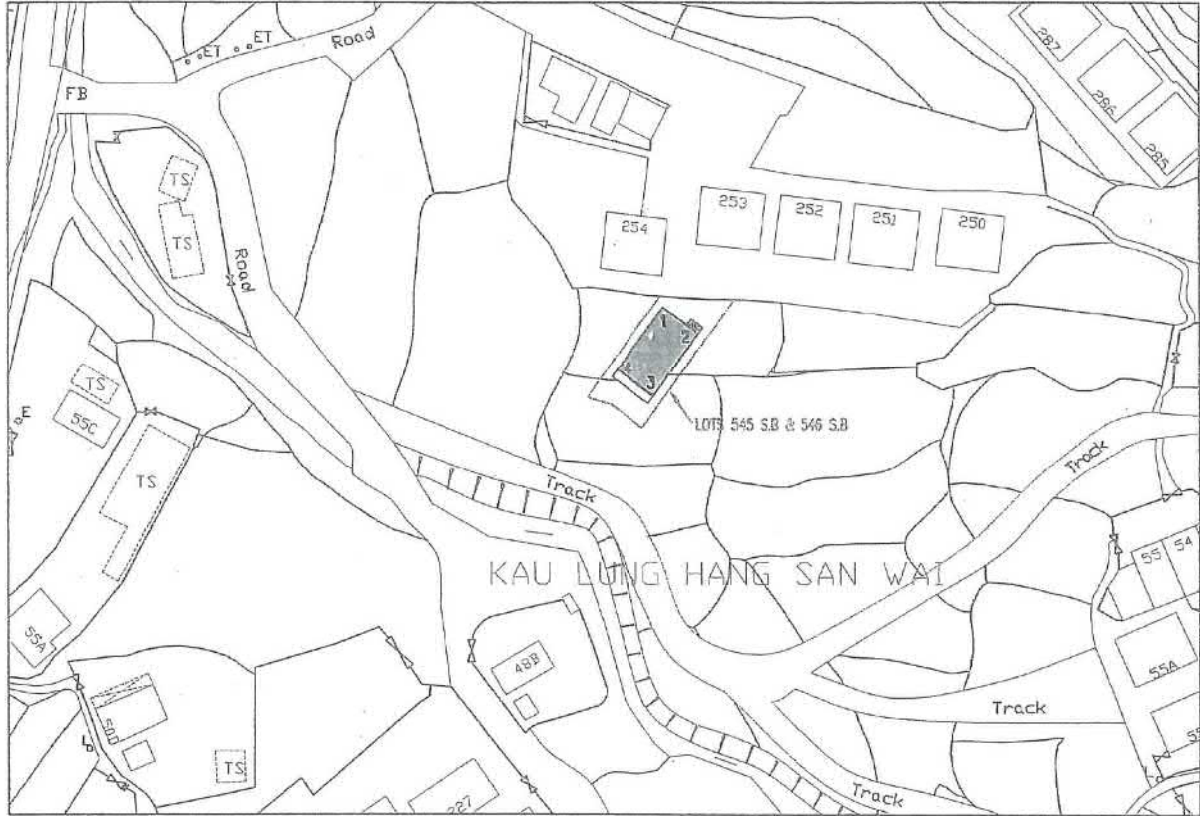 ET
ET
Road
FB
TS
TS
Road
287
286
285
254
253
252
251
250
1
2
3
LOTS 545 S.B & 546 S.B
E
TS
55C
TS
Track
Track
KAU LUNG HANG SAN WAI
55
54
55A
48B
55A
50D
TS
227
Track
Track